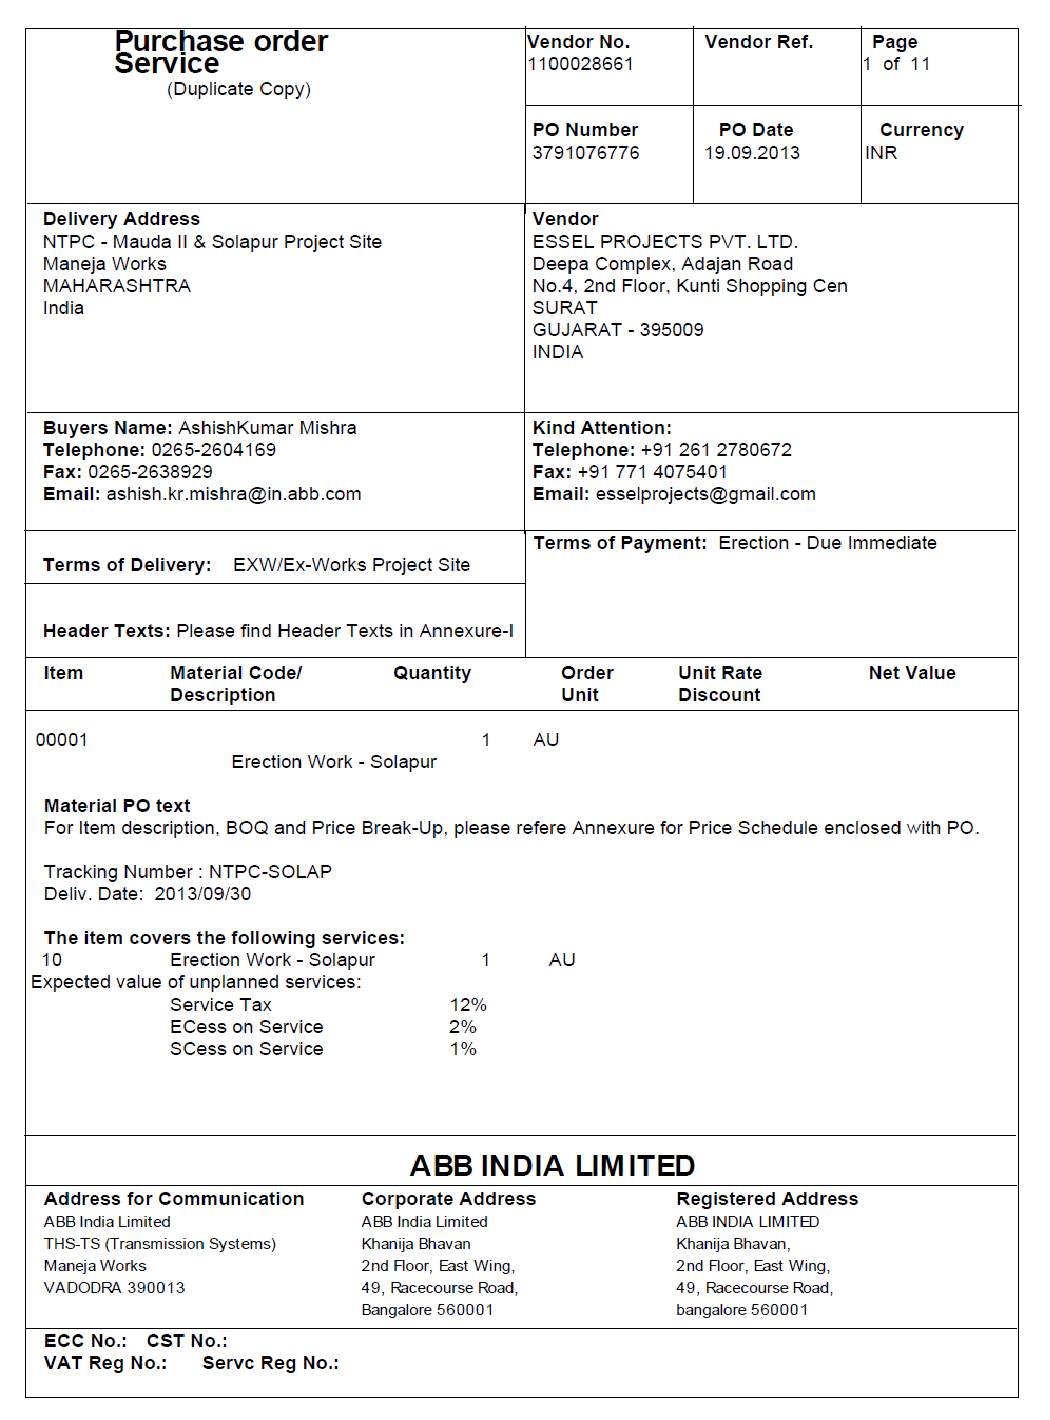 Purchase order
Service
(Duplicate Copy)
Vendor No.
1100028661
Vendor Ref.
Page
1 of 11
PO Number
3791076776
PO Date
19.09.2013
Currency
INR
Delivery Address
NTPC - Mauda II & Solapur Project Site
Maneja Works
MAHARASHTRA
India
Vendor
ESSEL PROJECTS PVT. LTD.
Deepa Complex, Adajan Road
No.4, 2nd Floor, Kunti Shopping Cen
SURAT
GUJARAT - 395009
INDIA
Buyers Name: AshishKumar Mishra
Telephone: 0265-2604169
Fax: 0265-2638929
Email: ashish.kr.mishra@in.abb.com
Kind Attention:
Telephone: +91 261 2780672
Fax: +91 771 4075401
Email: esselprojects@gmail.com
Terms of Delivery: EXW/Ex-Works Project Site
Terms of Payment: Erection - Due Immediate
Header Texts: Please find Header Texts in Annexure-I
Item Material Code/ Quantity Order Unit Rate Net Value
Description Unit Discount
00001 1 AU
Erection Work - Solapur
Material PO text
For Item description, BOQ and Price Break-Up, please refere Annexure for Price Schedule enclosed with PO.
Tracking Number : NTPC-SOLAP
Deliv. Date: 2013/09/30
The item covers the following services:
10 Erection Work - Solapur 1 AU
Expected value of unplanned services:
Service Tax 12%
ECess on Service 2%
SCess on Service 1%
ABB INDIA LIMITED
Address for Communication
ABB India Limited
THS-TS (Transmission Systems)
Maneja Works
VADODRA 390013
Corporate Address
ABB India Limited
Khanija Bhavan
2nd Floor, East Wing,
49, Racecourse Road,
Bangalore 560001
Registered Address
ABB INDIA LIMITED
Khanija Bhavan,
2nd Floor, East Wing,
49, Racecourse Road,
bangalore 560001
ECC No.: CST No.:
VAT Reg No.: Servc Reg No.: